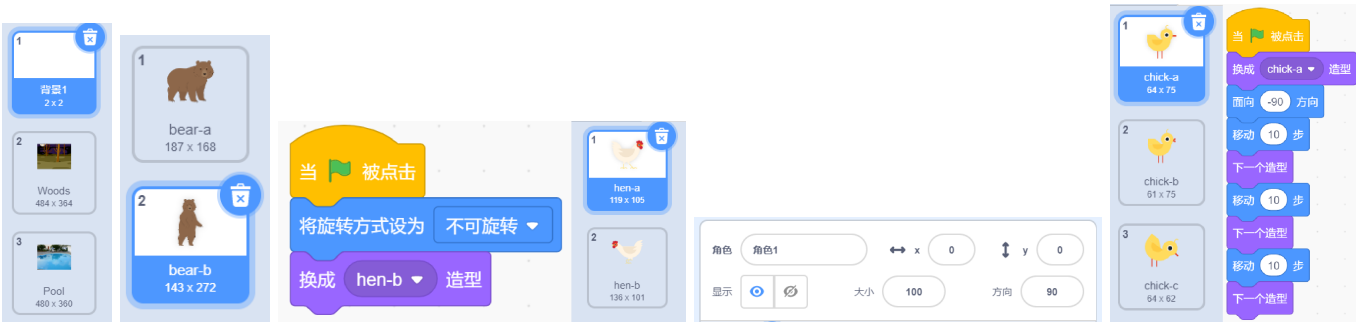 1
背景1
2 x 2
2
Woods
484 x 364
3
Pool
480 x 360
1
bear-a
187 x 168
2
bear-b
143 x 272
当 被点击
将旋转方式设为 不可旋转
换成 hen-b 造型
1
hen-a
119 x 105
2
hen-b
136 x 101
角色 角色1 x 0 y 0
显示 大小 100 方向 90
1
chick-a
64 x 75
2
chick-b
61 x 75
3
chick-c
64 x 62
当 被点击
换成 chick-a 造型
面向 -90 方向
移动 10 步
下一个造型
移动 10 步
下一个造型
移动 10 步
下一个造型